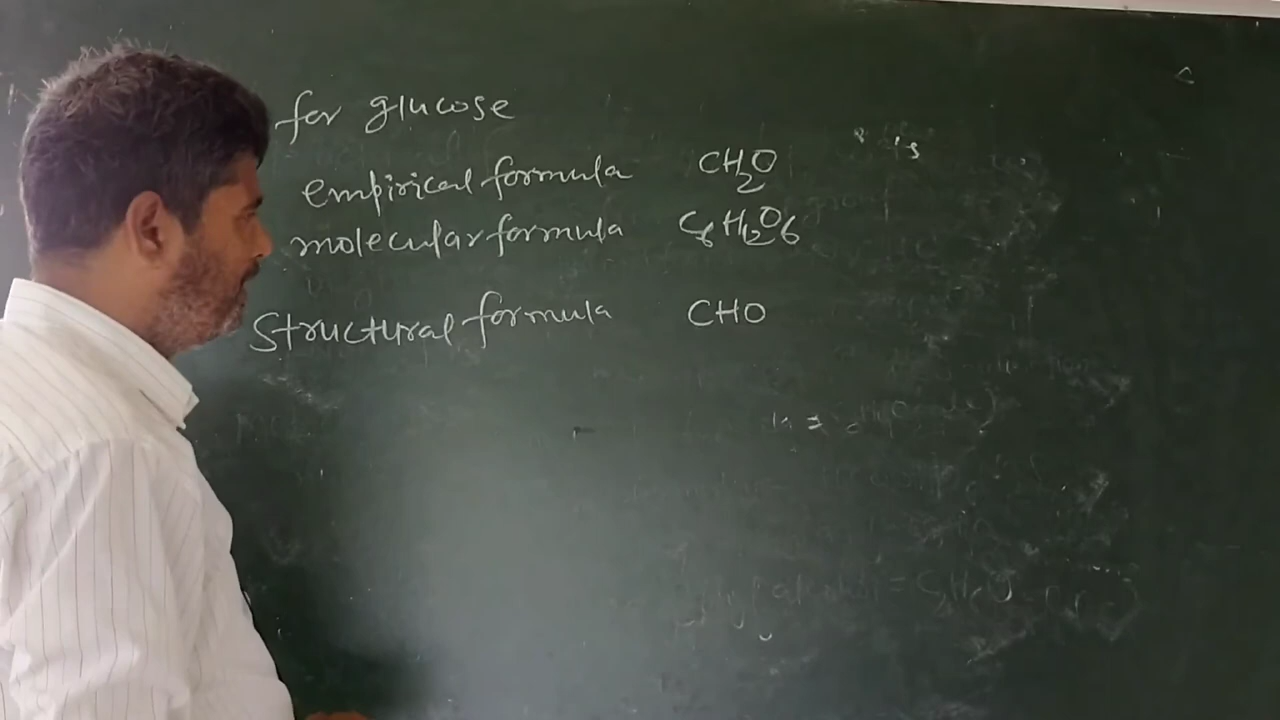 for glucose
empirical formula CH₂O
molecular formula C₆H₁₂O₆
Structural formula CHO